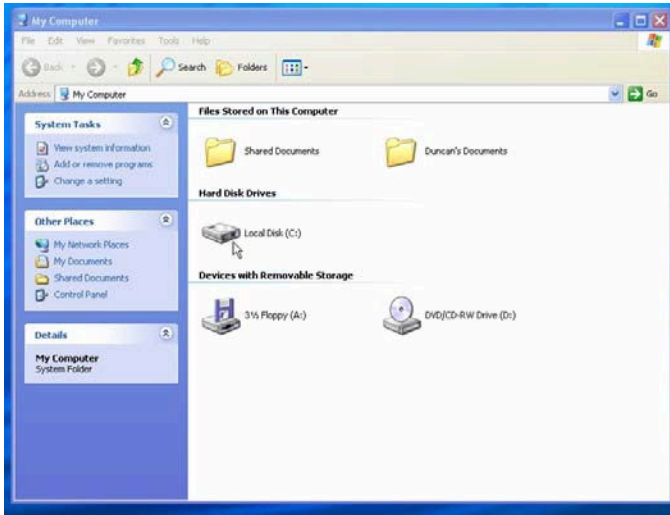 My Computer
File Edit View Favorites Tools Help
Back Search Folders
Address My Computer Go
Files Stored on This Computer
System Tasks
View system information
Add or remove programs
Change a setting
Shared Documents Duncan's Documents
Hard Disk Drives
Other Places
My Network Places
My Documents
Shared Documents
Control Panel
Local Disk (C:)
Devices with Removable Storage
3½ Floppy (A:) DVD/CD-RW Drive (D:)
Details
My Computer
System Folder